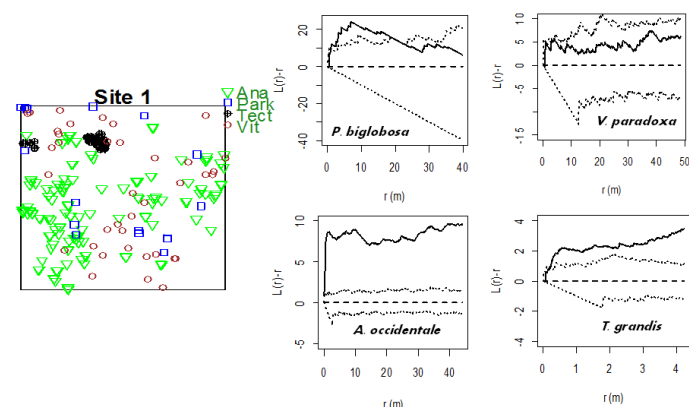 Site 1
Ana
Park
Tect
Vit
L(r)-r
20
0
-20
-40
P. biglobosa
0
10
20
30
40
r (m)
L(r)-r
10
5
0
-5
-15
V. paradoxa
0
10
20
30
40
50
r (m)
L(r)-r
10
5
0
-5
A. occidentale
0
10
20
30
40
r (m)
L(r)-r
4
2
0
-2
-4
T. grandis
0
1
2
3
4
r (m)